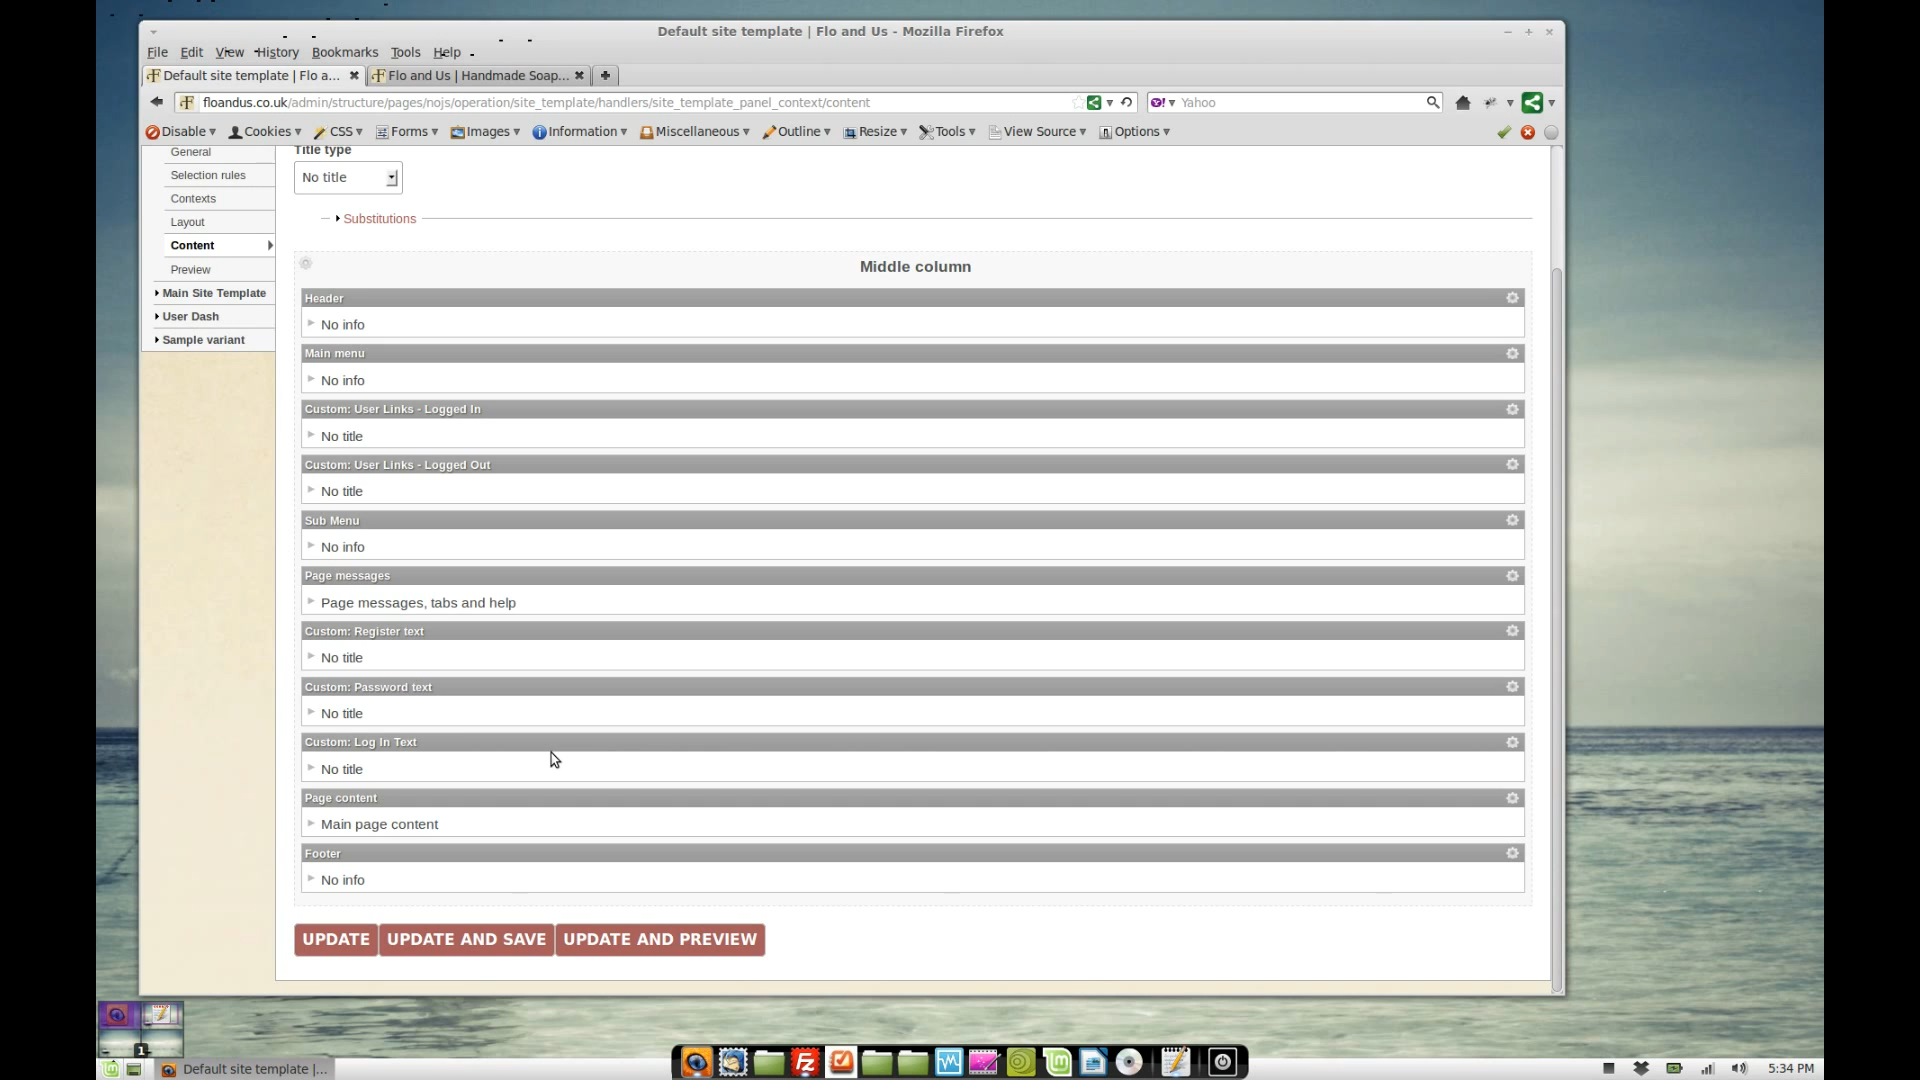 Default site template | Flo and Us - Mozilla Firefox
File Edit View History Bookmarks Tools Help
Default site template | Flo a... Flo and Us | Handmade Soap...
floandus.co.uk/admin/structure/pages/nojs/operation/site_template/handlers/site_template_panel_context/content Yahoo
Disable Cookies CSS Forms Images Information Miscellaneous Outline Resize Tools View Source Options
General
Selection rules
Contexts
Layout
Content
Preview
Main Site Template
User Dash
Sample variant
Title type
No title
Substitutions
Middle column
Header
No info
Main menu
No info
Custom: User Links - Logged In
No title
Custom: User Links - Logged Out
No title
Sub Menu
No info
Page messages
Page messages, tabs and help
Custom: Register text
No title
Custom: Password text
No title
Custom: Log In Text
No title
Page content
Main page content
Footer
No info
UPDATE UPDATE AND SAVE UPDATE AND PREVIEW
1
Default site template |... 5:34 PM